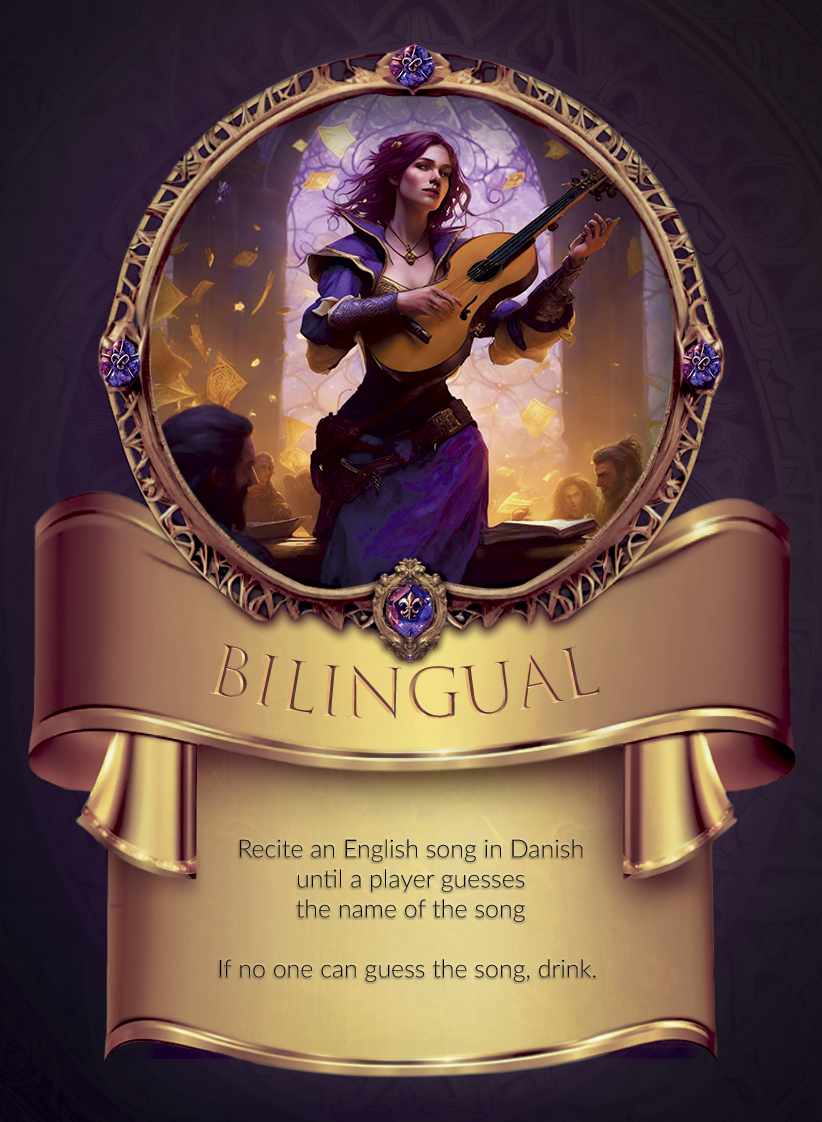 BILINGUAL
Recite an English song in Danish
until a player guesses
the name of the song
If no one can guess the song, drink.